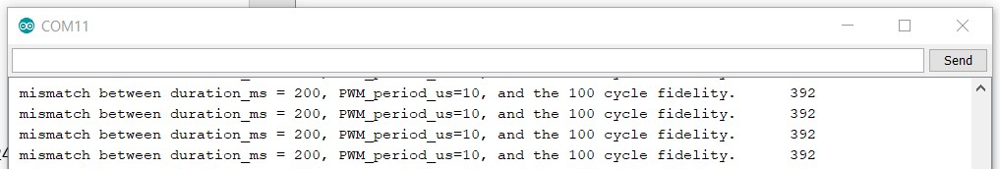 COM11
Send
mismatch between duration_ms = 200, PWM_period_us=10, and the 100 cycle fidelity. 392
mismatch between duration_ms = 200, PWM_period_us=10, and the 100 cycle fidelity. 392
mismatch between duration_ms = 200, PWM_period_us=10, and the 100 cycle fidelity. 392
mismatch between duration_ms = 200, PWM_period_us=10, and the 100 cycle fidelity. 392